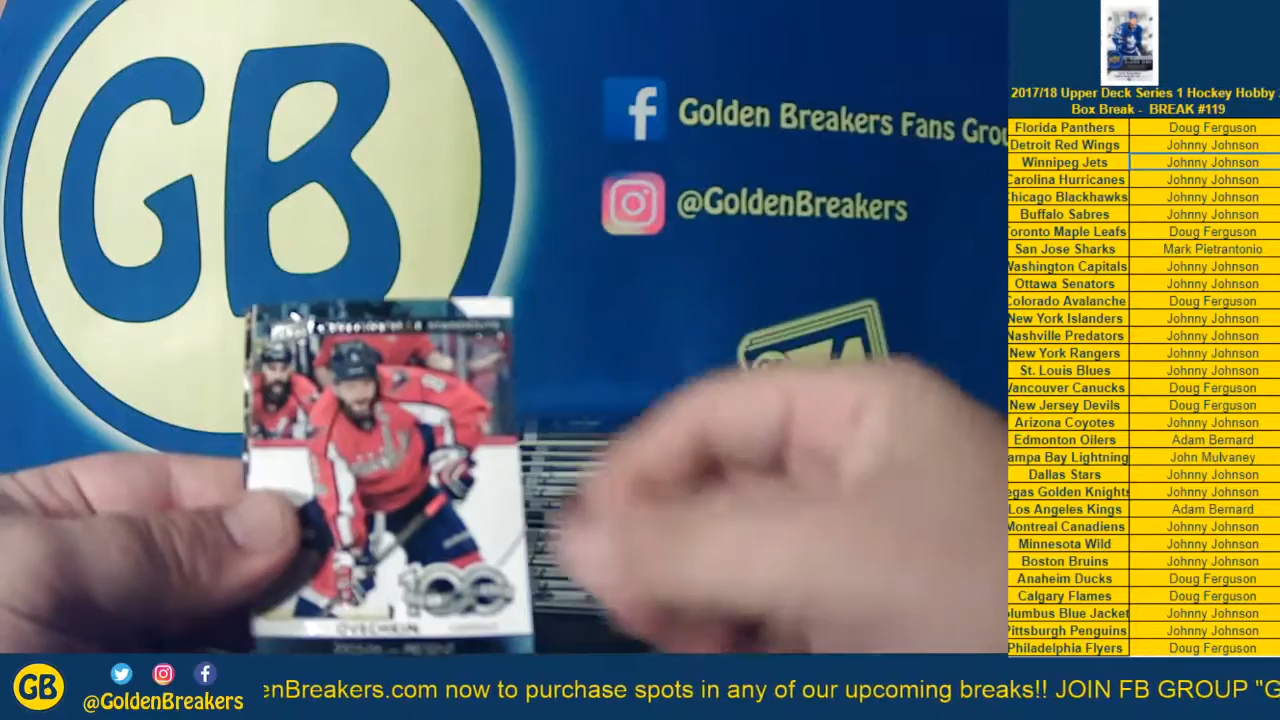 GB
Golden Breakers Fans Grou
@GoldenBreakers
OVECHKIN
100
2017/18 Upper Deck Series 1 Hockey Hobby
Box Break - BREAK #119
Florida Panthers Doug Ferguson
Detroit Red Wings Johnny Johnson
Winnipeg Jets Johnny Johnson
Carolina Hurricanes Johnny Johnson
Chicago Blackhawks Johnny Johnson
Buffalo Sabres Johnny Johnson
Toronto Maple Leafs Doug Ferguson
San Jose Sharks Mark Pietrantonio
Washington Capitals Johnny Johnson
Ottawa Senators Johnny Johnson
Colorado Avalanche Doug Ferguson
New York Islanders Johnny Johnson
Nashville Predators Johnny Johnson
New York Rangers Johnny Johnson
St. Louis Blues Johnny Johnson
Vancouver Canucks Doug Ferguson
New Jersey Devils Doug Ferguson
Arizona Coyotes Johnny Johnson
Edmonton Oilers Adam Bernard
ampa Bay Lightning John Mulvaney
Dallas Stars Johnny Johnson
egas Golden Knights Johnny Johnson
Los Angeles Kings Adam Bernard
Montreal Canadiens Johnny Johnson
Minnesota Wild Johnny Johnson
Boston Bruins Johnny Johnson
Anaheim Ducks Doug Ferguson
Calgary Flames Doug Ferguson
olumbus Blue Jacket Johnny Johnson
Pittsburgh Penguins Johnny Johnson
Philadelphia Flyers Doug Ferguson
GB
@GoldenBreakers
enBreakers.com now to purchase spots in any of our upcoming breaks!! JOIN FB GROUP "G